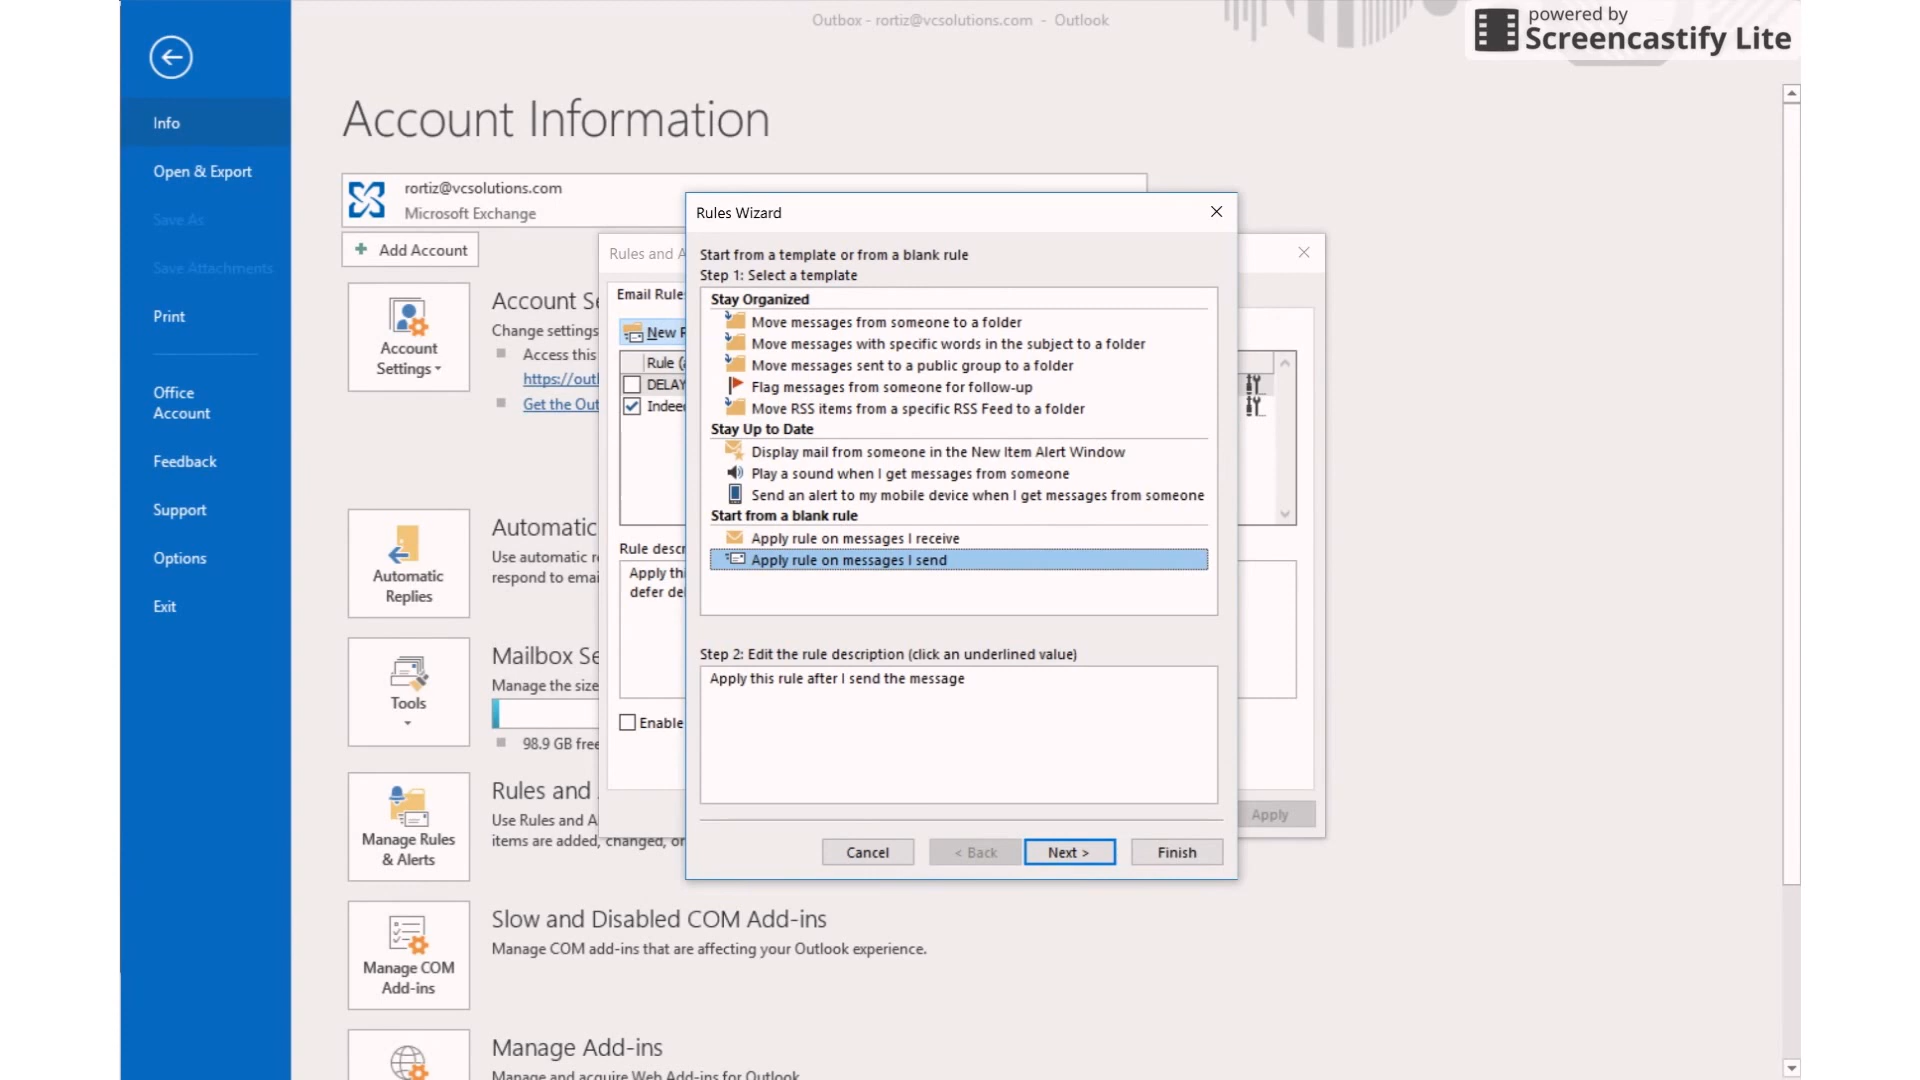 Outbox - rortiz@vcsolutions.com - Outlook
powered by
Screencastify Lite
Info
Open & Export
Save As
Save Attachments
Print
Office
Account
Feedback
Support
Options
Exit
Account Information
rortiz@vcsolutions.com
Microsoft Exchange
Add Account
Account
Settings
Account Se
Change settings
Access this
https://outl
Get the Out
Automatic
Replies
Automatic
Use automatic re
respond to emai
Tools
Mailbox Se
Manage the size
98.9 GB free
Manage Rules
& Alerts
Rules and
Use Rules and A
items are added, changed, or
Manage COM
Add-ins
Slow and Disabled COM Add-ins
Manage COM add-ins that are affecting your Outlook experience.
Manage Add-ins
Manage and acquire Web Add-ins for Outlook.
Rules and A
Email Rule
New R
Rule (a
DELAY
Indeed
Rule descr
Apply thi
defer de
Enable
Apply
Rules Wizard
Start from a template or from a blank rule
Step 1: Select a template
Stay Organized
Move messages from someone to a folder
Move messages with specific words in the subject to a folder
Move messages sent to a public group to a folder
Flag messages from someone for follow-up
Move RSS items from a specific RSS Feed to a folder
Stay Up to Date
Display mail from someone in the New Item Alert Window
Play a sound when I get messages from someone
Send an alert to my mobile device when I get messages from someone
Start from a blank rule
Apply rule on messages I receive
Apply rule on messages I send
Step 2: Edit the rule description (click an underlined value)
Apply this rule after I send the message
Cancel
< Back
Next >
Finish